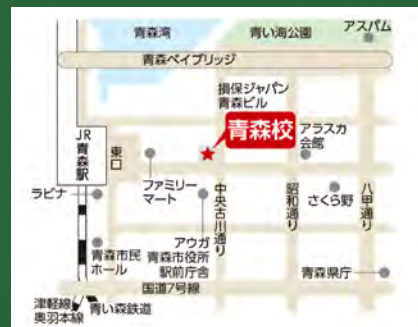 青森湾
青い海公園
アスパム
青森ベイブリッジ
損保ジャパン
青森ビル
青森校
JR
青森駅
東口
アラスカ
会館
ファミリー
マート
ラビナ
中央古川通り
昭和通り
さくら野
八甲通り
青森市民
ホール
アウガ
青森市役所
駅前庁舎
国道7号線
青森県庁
津軽線
奥羽本線
青い森鉄道